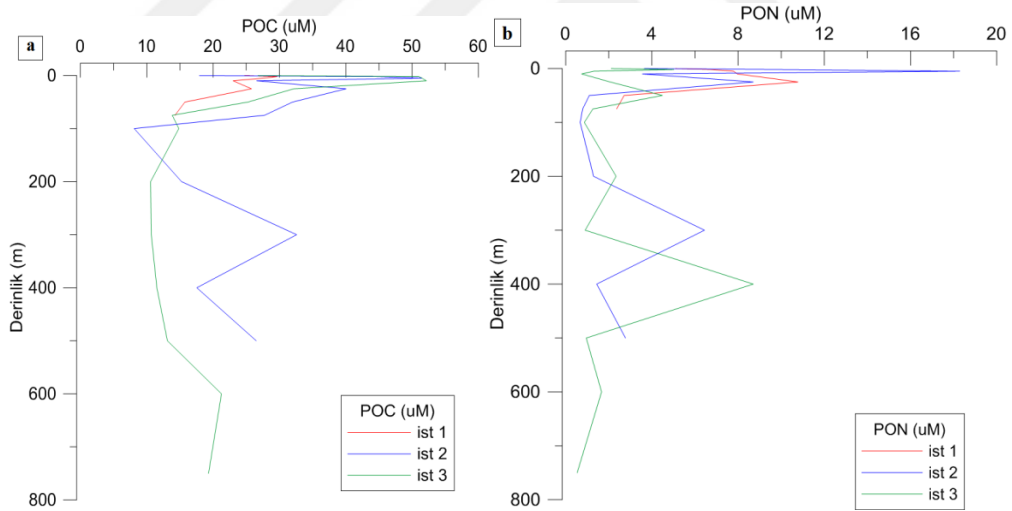 a
POC (uM)
0 10 20 30 40 50 60
0
200
400
600
800
Derinlik (m)
POC (uM)
ist 1
ist 2
ist 3
b
PON (uM)
0 4 8 12 16 20
0
200
400
600
800
Derinlik (m)
PON (uM)
ist 1
ist 2
ist 3